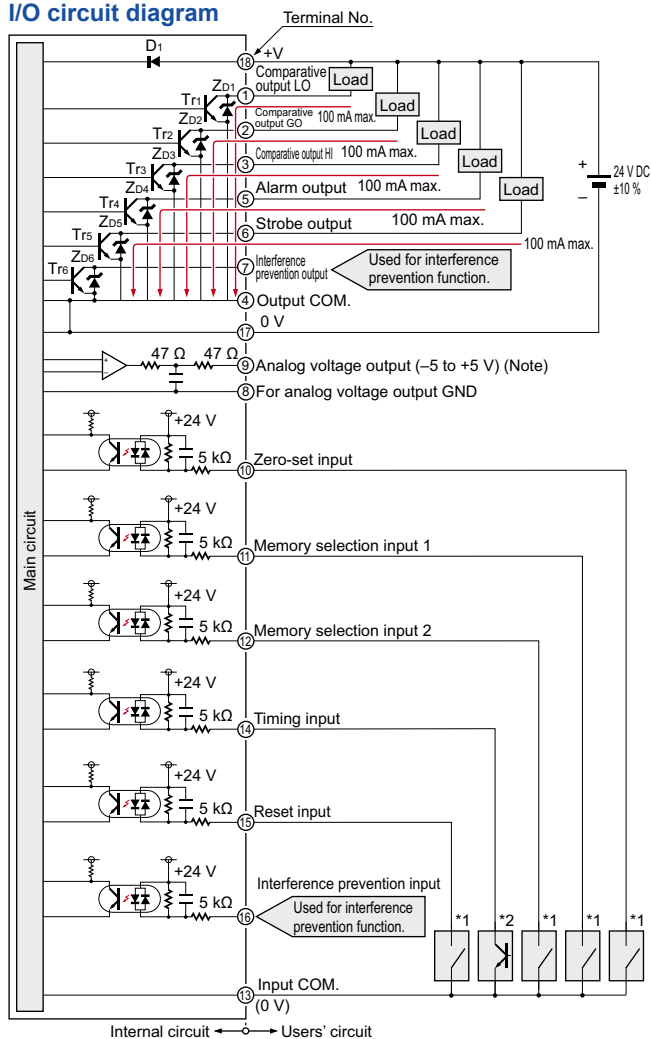 I/O circuit diagram
Terminal No.
D1
18 +V
Comparative output LO
ZD1
1
Load
Tr1
ZD2
Comparative output GO
100 mA max.
2
Load
Tr2
ZD3
Comparative output HI 100 mA max.
3
Load
Tr3
ZD4
Alarm output 100 mA max.
5
Load
Tr4
ZD5
Strobe output 100 mA max.
6
Load
Tr5
ZD6
100 mA max.
+
24 V DC
±10 %
–
Tr6
7
Interference prevention output
Used for interference prevention function.
4 Output COM.
0 V
17
47 Ω 47 Ω
+
–
9 Analog voltage output (–5 to +5 V) (Note)
8 For analog voltage output GND
Main circuit
+24 V
5 kΩ
10 Zero-set input
+24 V
5 kΩ
11 Memory selection input 1
+24 V
5 kΩ
12 Memory selection input 2
+24 V
5 kΩ
14 Timing input
+24 V
5 kΩ
15 Reset input
+24 V
5 kΩ
Interference prevention input
16
Used for interference prevention function.
*1 *2 *1 *1 *1
13 Input COM.
(0 V)
Internal circuit Users' circuit